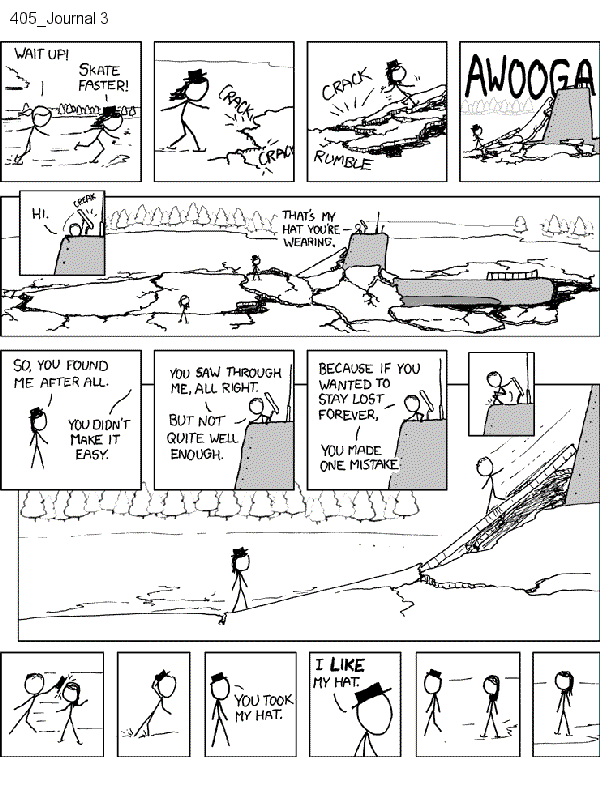 405_Journal 3
WAIT UP!
SKATE
FASTER!
CRACK
CRACK
CRACK
RUMBLE
AWOOGA
HI.
CREAK
THAT'S MY
HAT YOU'RE
WEARING.
SO, YOU FOUND
ME AFTER ALL.
YOU DIDN'T
MAKE IT
EASY.
YOU SAW THROUGH
ME, ALL RIGHT.
BUT NOT
QUITE WELL
ENOUGH.
BECAUSE IF YOU
WANTED TO
STAY LOST
FOREVER,
YOU MADE
ONE MISTAKE
YOU TOOK
MY HAT.
I LIKE
MY HAT.